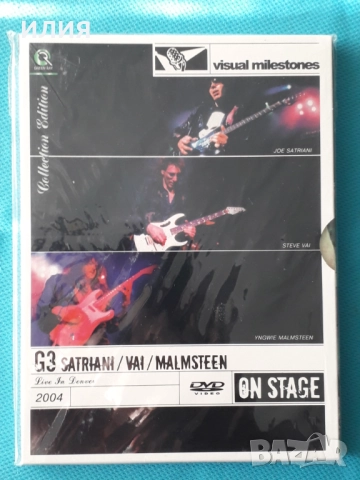 илия
visual milestones
Collection Edition
JOE SATRIANI
STEVE VAI
YNGWIE MALMSTEEN
G3 SATRIANI / VAI / MALMSTEEN
Live In Denver
2004
DVD
VIDEO
ON STAGE
bazar.bg